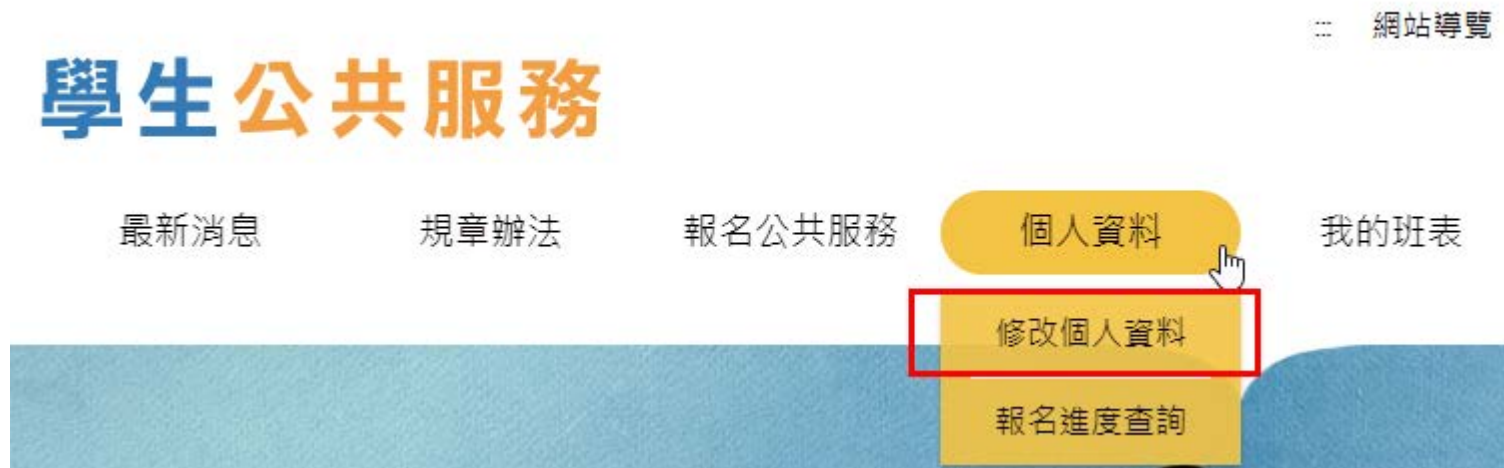 ::: 網站導覽
學生公共服務
最新消息 規章辦法 報名公共服務 個人資料 我的班表
修改個人資料
報名進度查詢